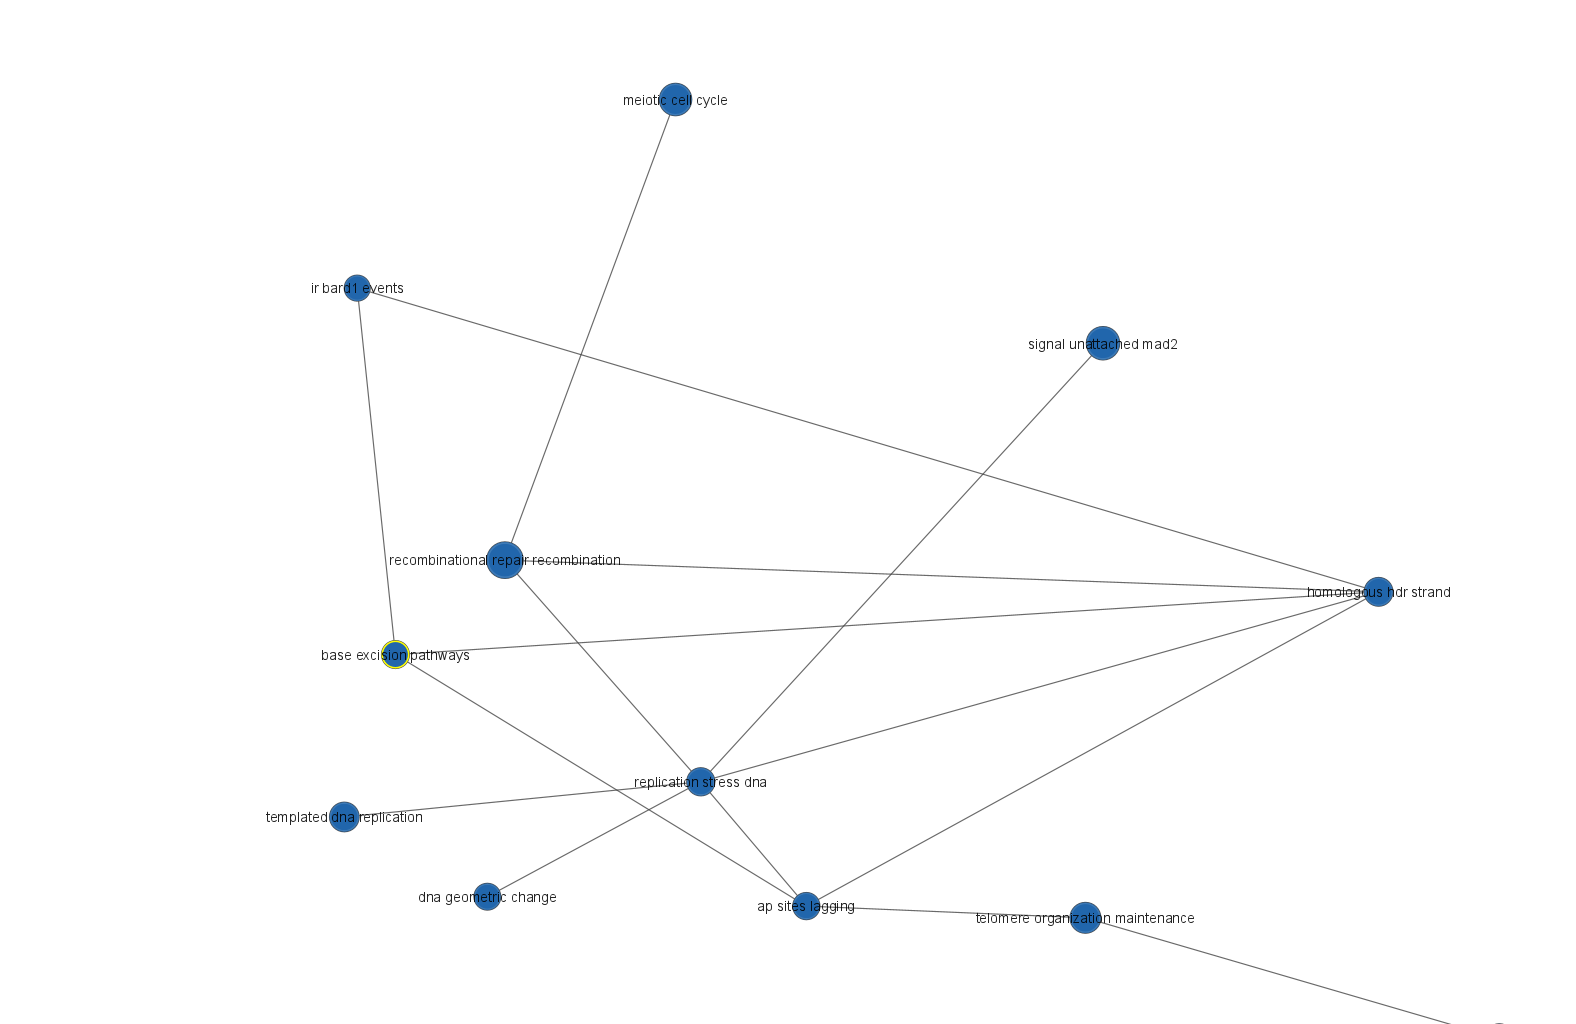 meiotic cell cycle
ir bard1 events
signal unattached mad2
recombinational repair recombination
homologous hdr strand
base excision pathways
replication stress dna
templated dna replication
dna geometric change
ap sites lagging
telomere organization maintenance